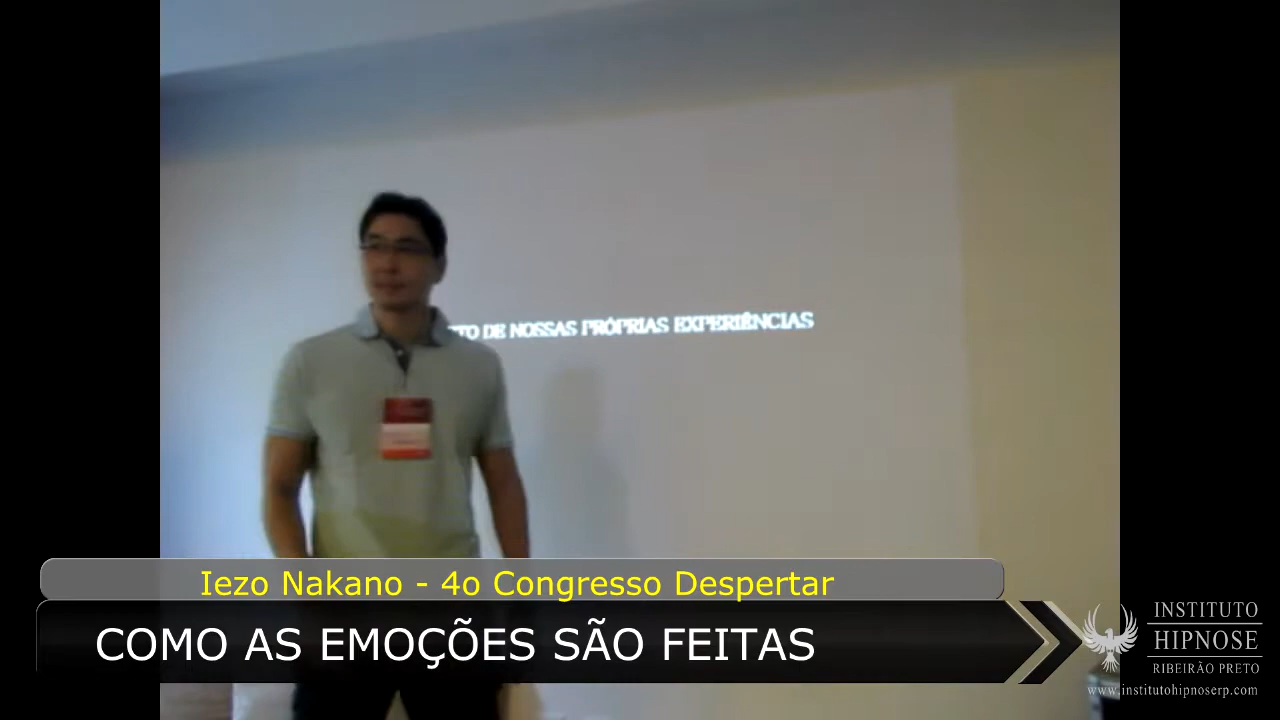 DE NOSSAS PRÓPRIAS EXPERIÊNCIAS
Iezo Nakano - 4o Congresso Despertar
COMO AS EMOÇÕES SÃO FEITAS
INSTITUTO
HIPNOSE
RIBEIRÃO PRETO
www.institutohipnoserp.com